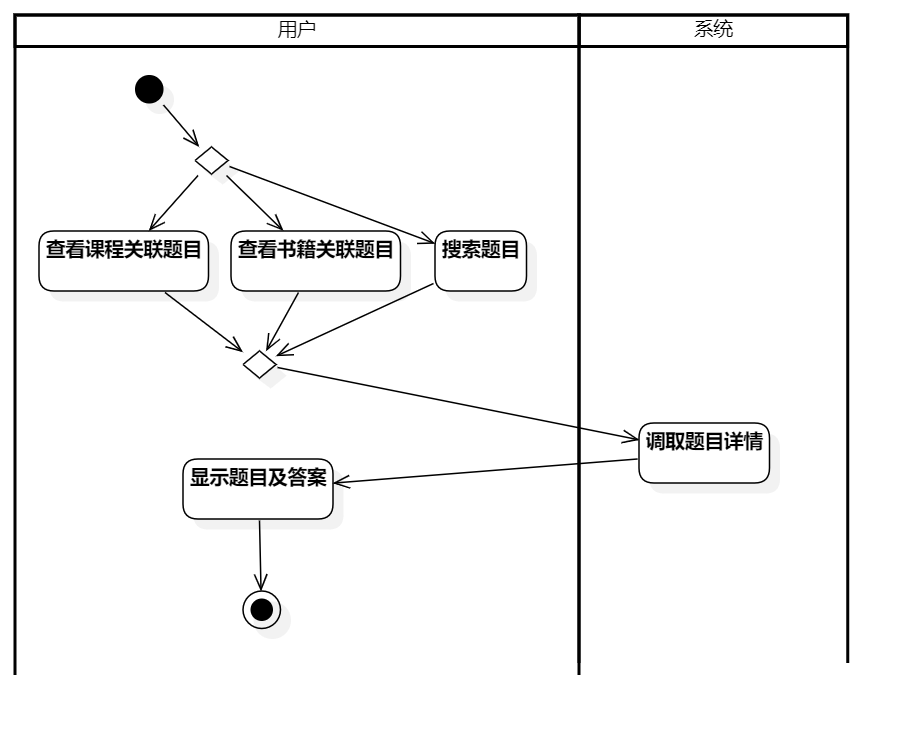 用户
系统
查看课程关联题目
查看书籍关联题目
搜索题目
调取题目详情
显示题目及答案